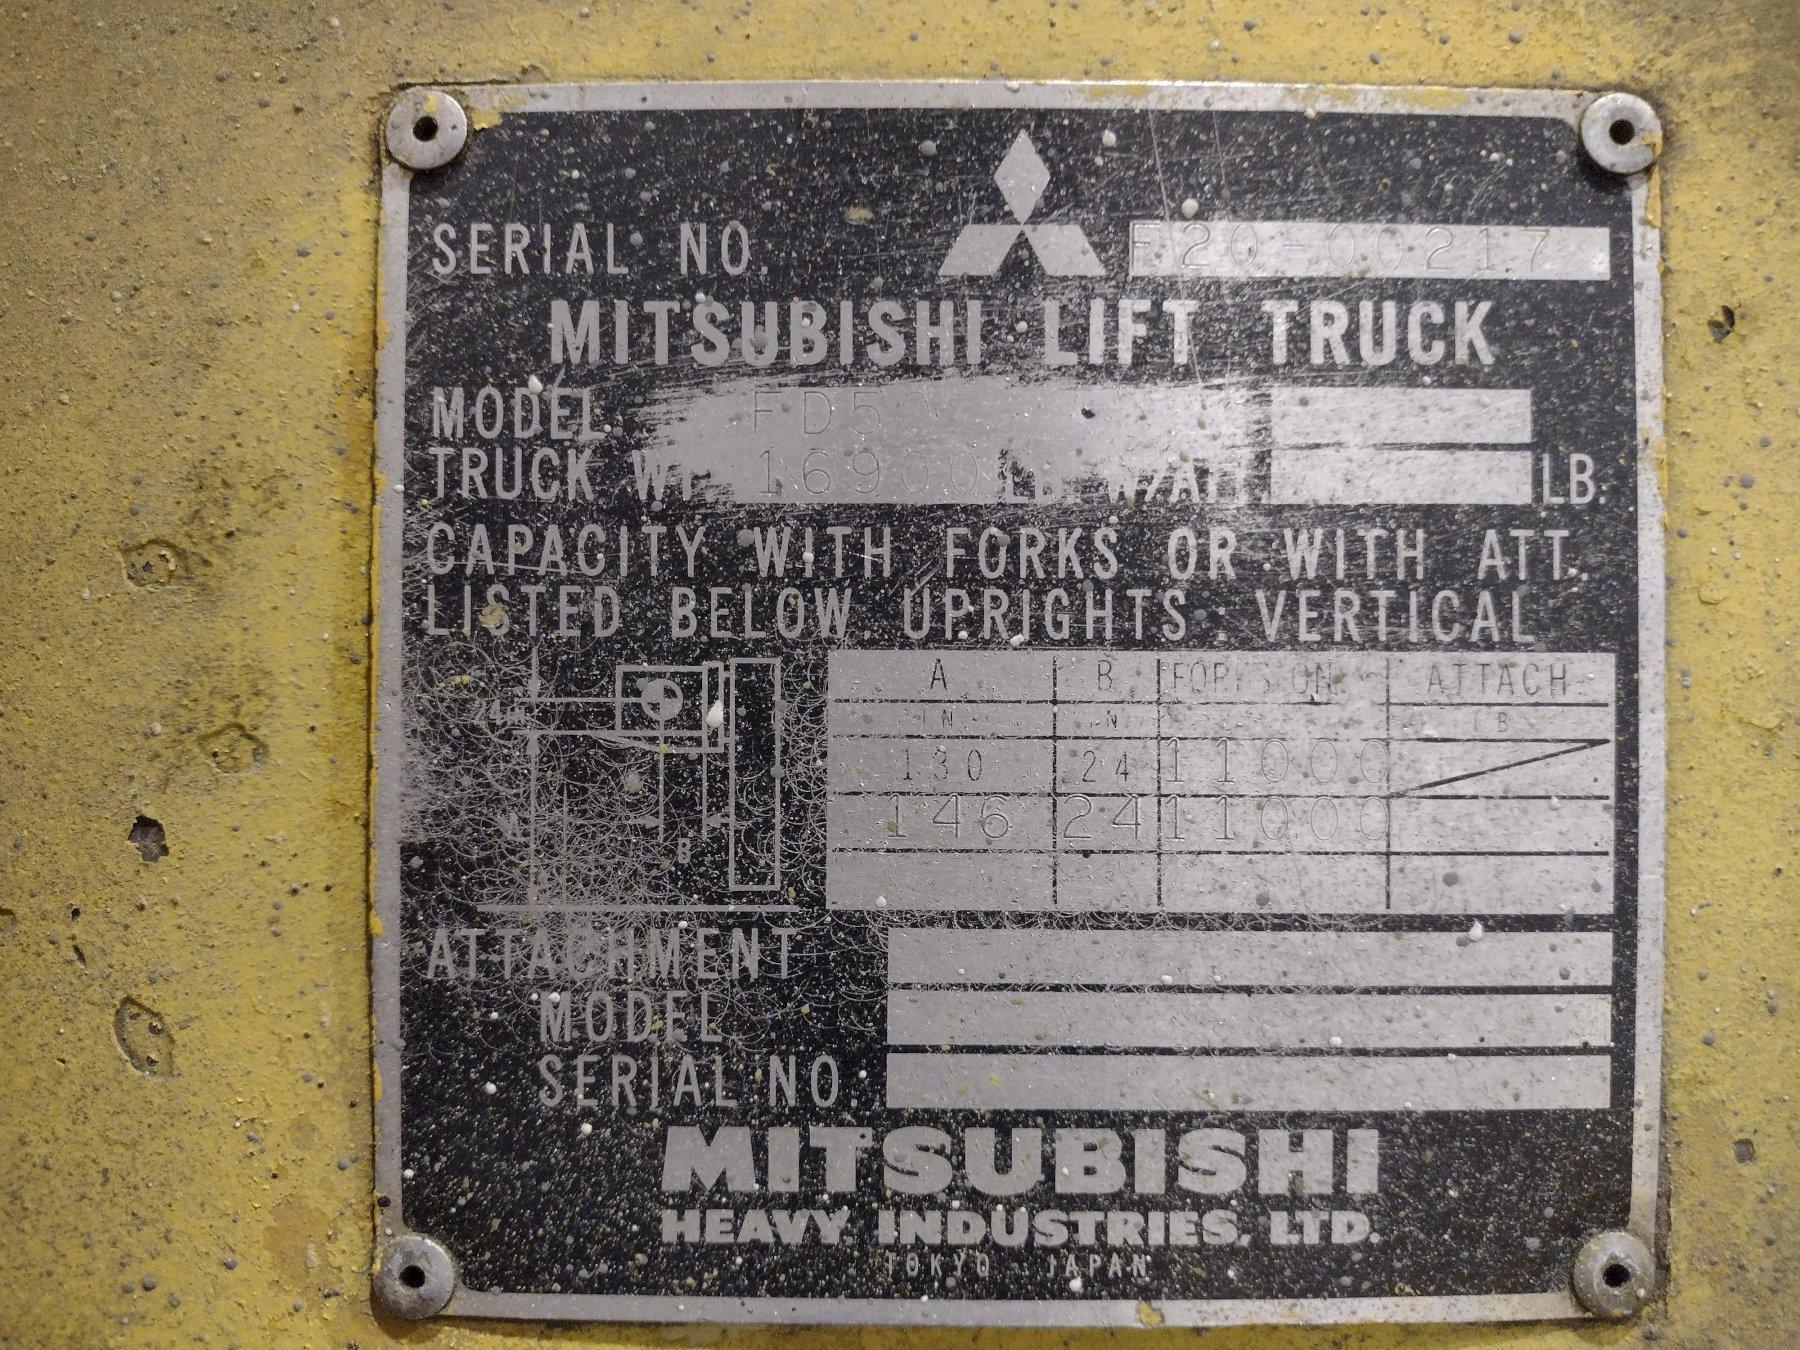 SERIAL NO. F20-00217
MITSUBISHI LIFT TRUCK
MODEL FD50
TRUCK WT 16900 LB. W/ATT LB.
CAPACITY WITH FORKS OR WITH ATT.
LISTED BELOW. UPRIGHTS VERTICAL
A B FORKS ON ATTACH
IN IN LB
130 24 11000
146 24 11000
24IN
B
ATTACHMENT
MODEL
SERIAL NO.
MITSUBISHI
HEAVY INDUSTRIES, LTD.
TOKYO JAPAN